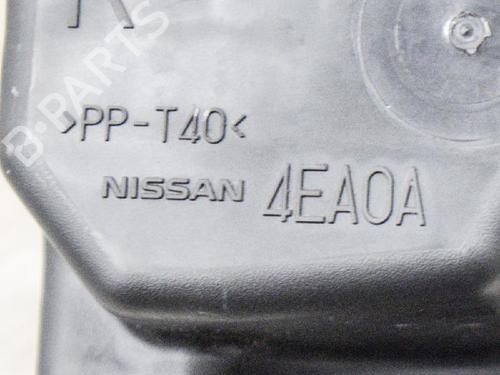 R
B-PARTS
>PP-T40<
NISSAN 4EA0A